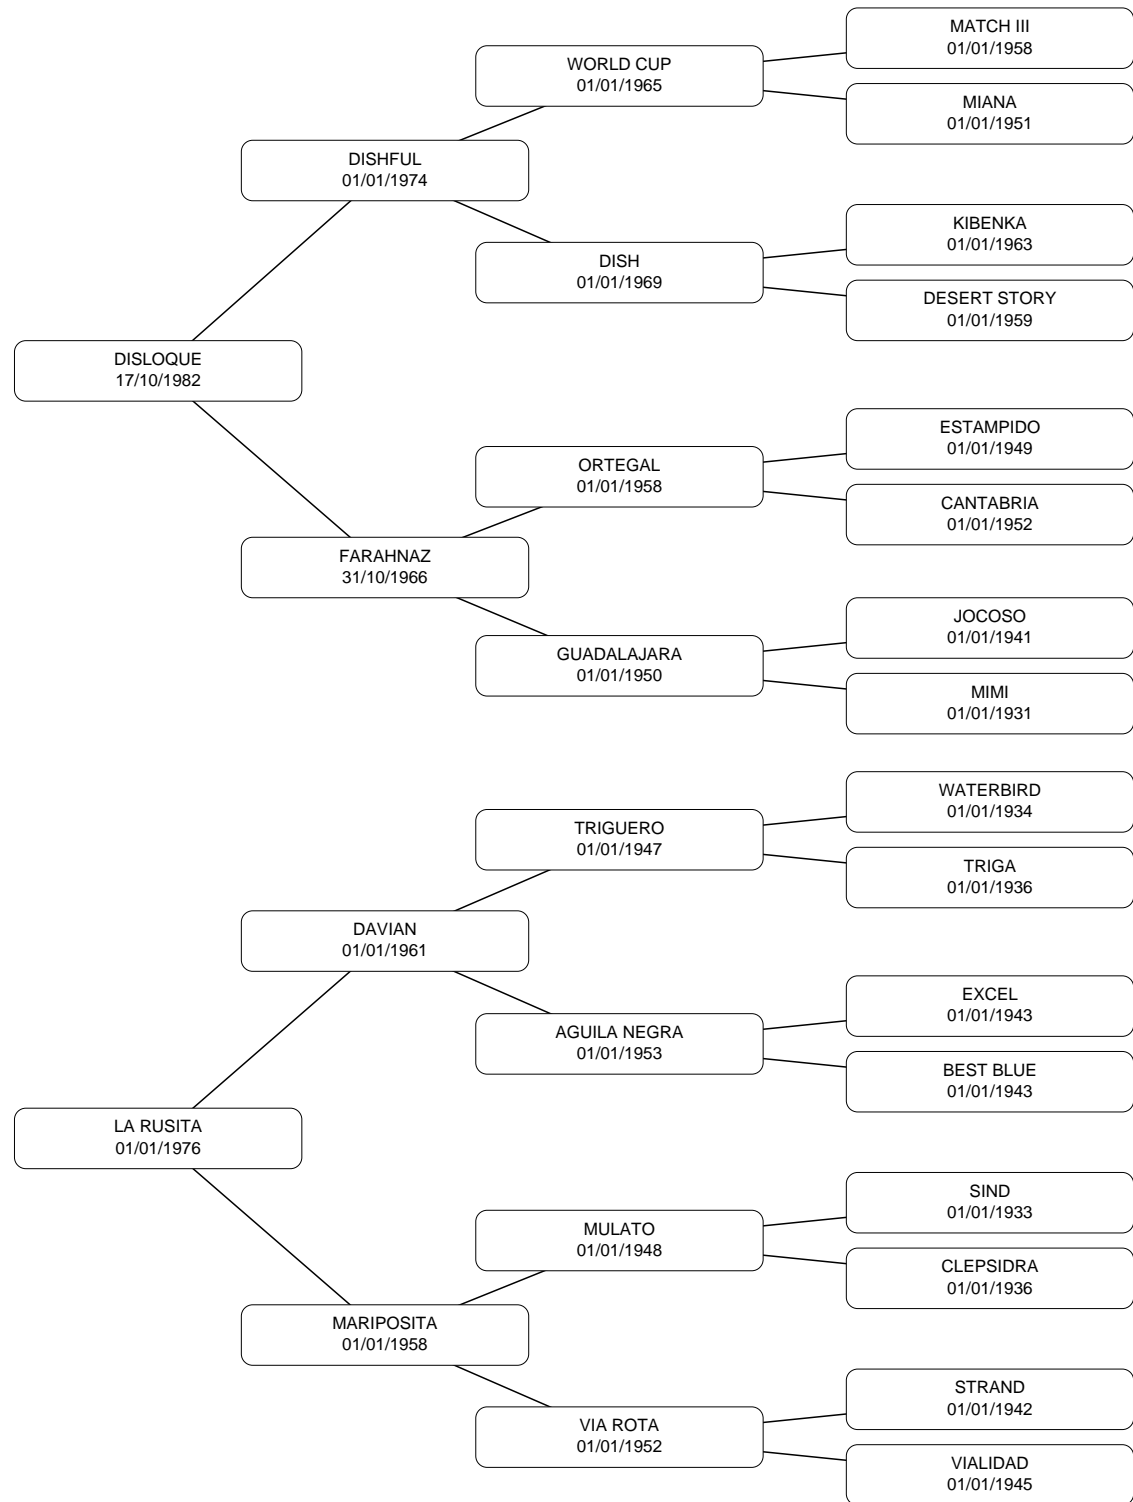 MATCH III
01/01/1958
WORLD CUP
01/01/1965
MIANA
01/01/1951
DISHFUL
01/01/1974
KIBENKA
01/01/1963
DISH
01/01/1969
DESERT STORY
01/01/1959
DISLOQUE
17/10/1982
ESTAMPIDO
01/01/1949
ORTEGAL
01/01/1958
CANTABRIA
01/01/1952
FARAHNAZ
31/10/1966
JOCOSO
01/01/1941
GUADALAJARA
01/01/1950
MIMI
01/01/1931
WATERBIRD
01/01/1934
TRIGUERO
01/01/1947
TRIGA
01/01/1936
DAVIAN
01/01/1961
EXCEL
01/01/1943
AGUILA NEGRA
01/01/1953
BEST BLUE
01/01/1943
LA RUSITA
01/01/1976
SIND
01/01/1933
MULATO
01/01/1948
CLEPSIDRA
01/01/1936
MARIPOSITA
01/01/1958
STRAND
01/01/1942
VIA ROTA
01/01/1952
VIALIDAD
01/01/1945